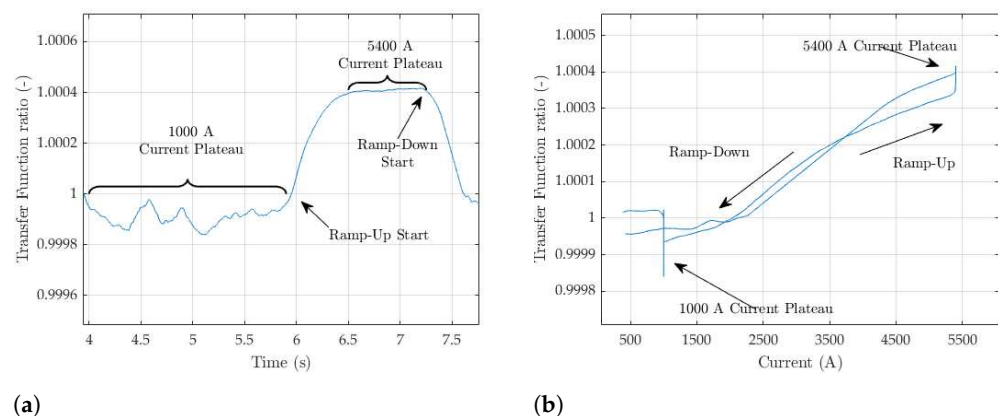 1.0006
1.0004
1.0002
1
0.9998
0.9996
Transfer Function ratio (-)
4
4.5
5
5.5
6
6.5
7
7.5
Time (s)
1000 A
Current Plateau
5400 A
Current Plateau
Ramp-Down
Start
Ramp-Up Start
(a)
1.0005
1.0004
1.0003
1.0002
1.0001
1
0.9999
0.9998
Transfer Function ratio (-)
500
1500
2500
3500
4500
5500
Current (A)
5400 A Current Plateau
Ramp-Down
Ramp-Up
1000 A Current Plateau
(b)